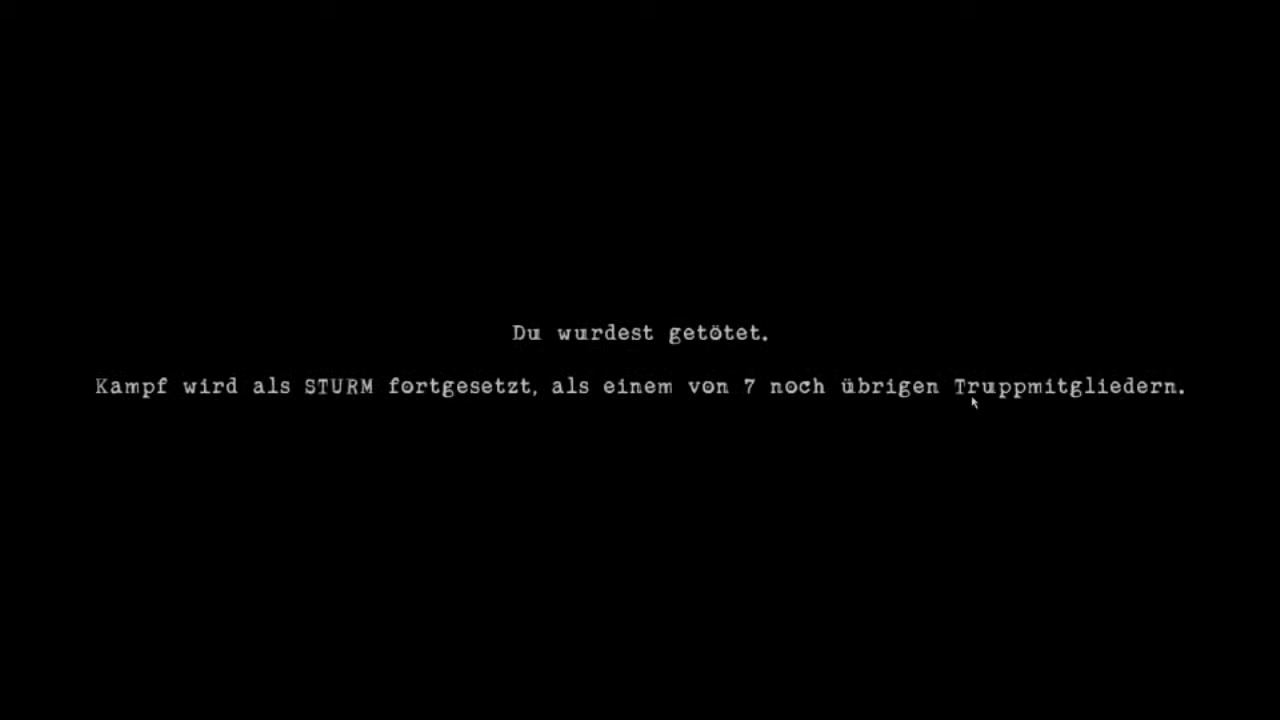 Du wurdest getötet.
Kampf wird als STURM fortgesetzt, als einem von 7 noch übrigen Truppmitgliedern.